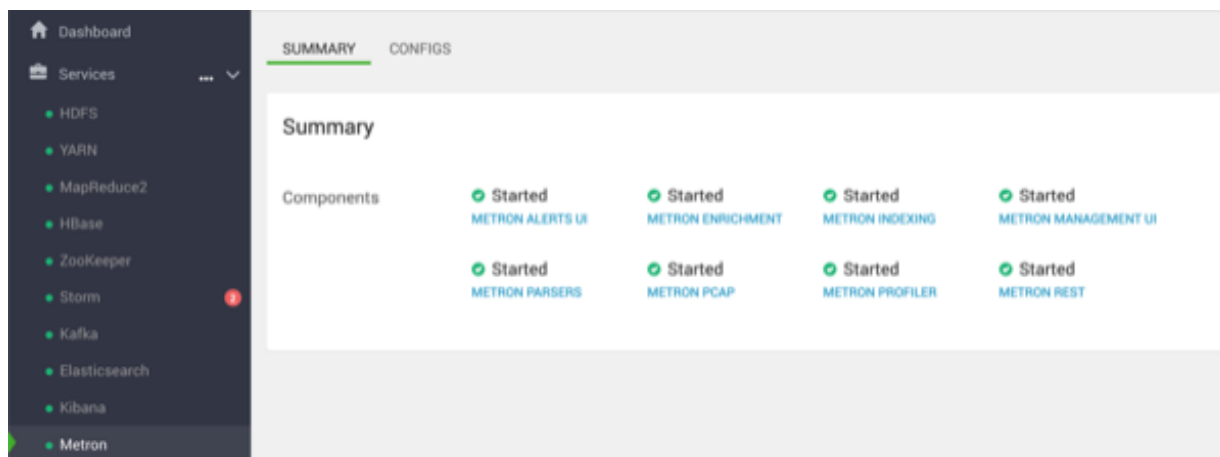 Dashboard
Services ...
HDFS
YARN
MapReduce2
HBase
ZooKeeper
Storm 2
Kafka
Elasticsearch
Kibana
Metron
SUMMARY CONFIGS
Summary
Components
Started Started Started Started
METRON ALERTS UI METRON ENRICHMENT METRON INDEXING METRON MANAGEMENT UI
Started Started Started Started
METRON PARSERS METRON PCAP METRON PROFILER METRON REST